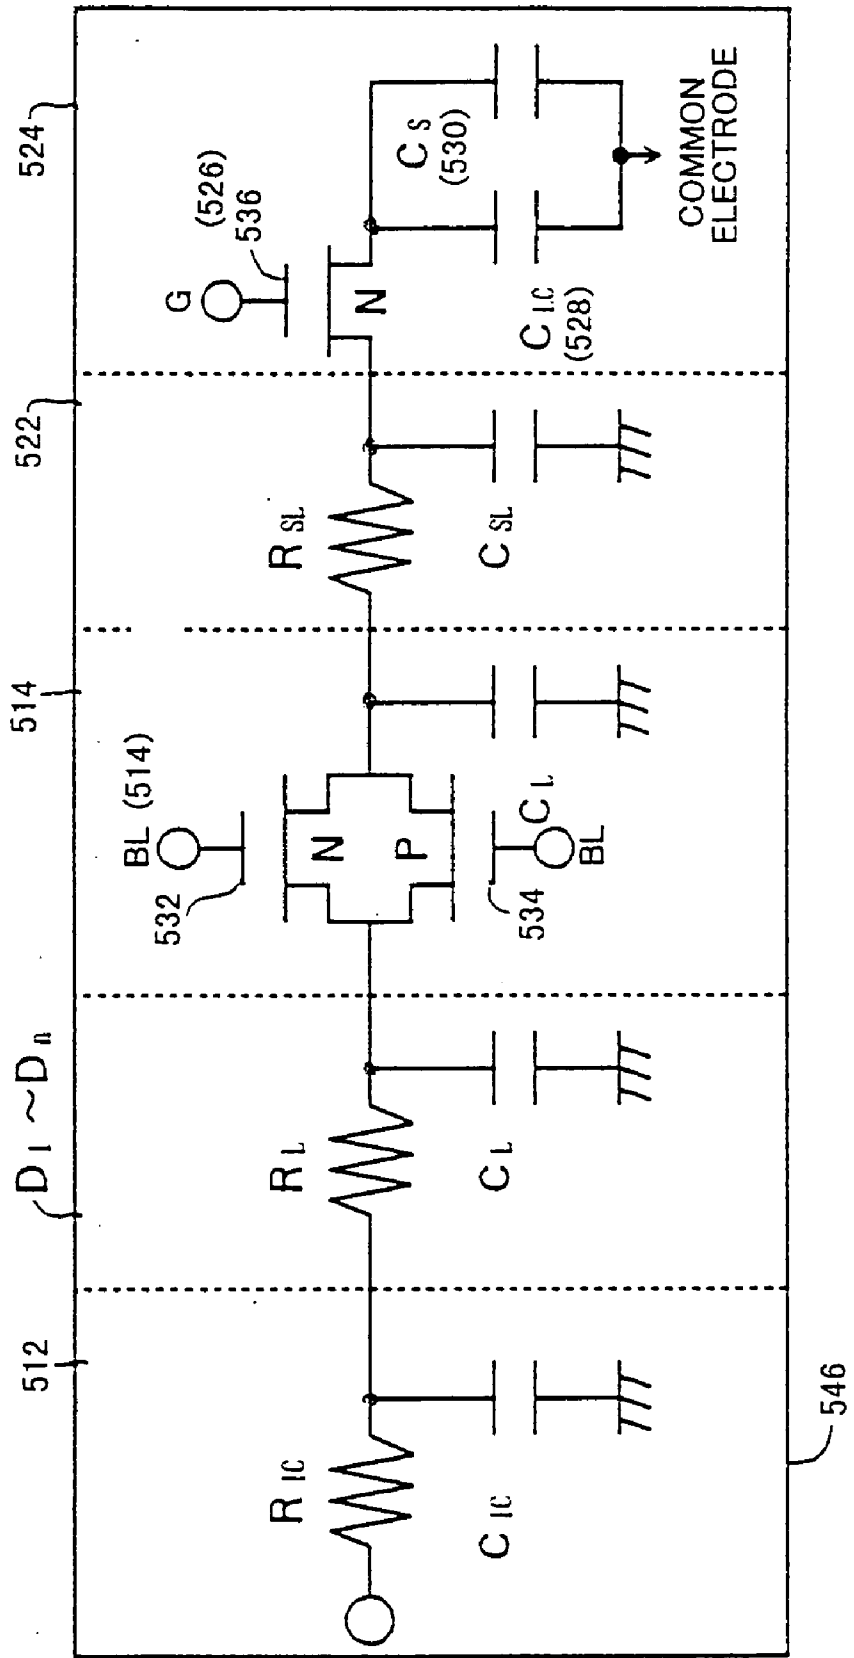 512
D1 ~Dn
514
522
524
BL (514)
532
G
(526)
536
RIC
RL
N
P
RSL
N
CIC
CL
534
CL
BL
CSL
CLC
(528)
CS
(530)
COMMON
ELECTRODE
546